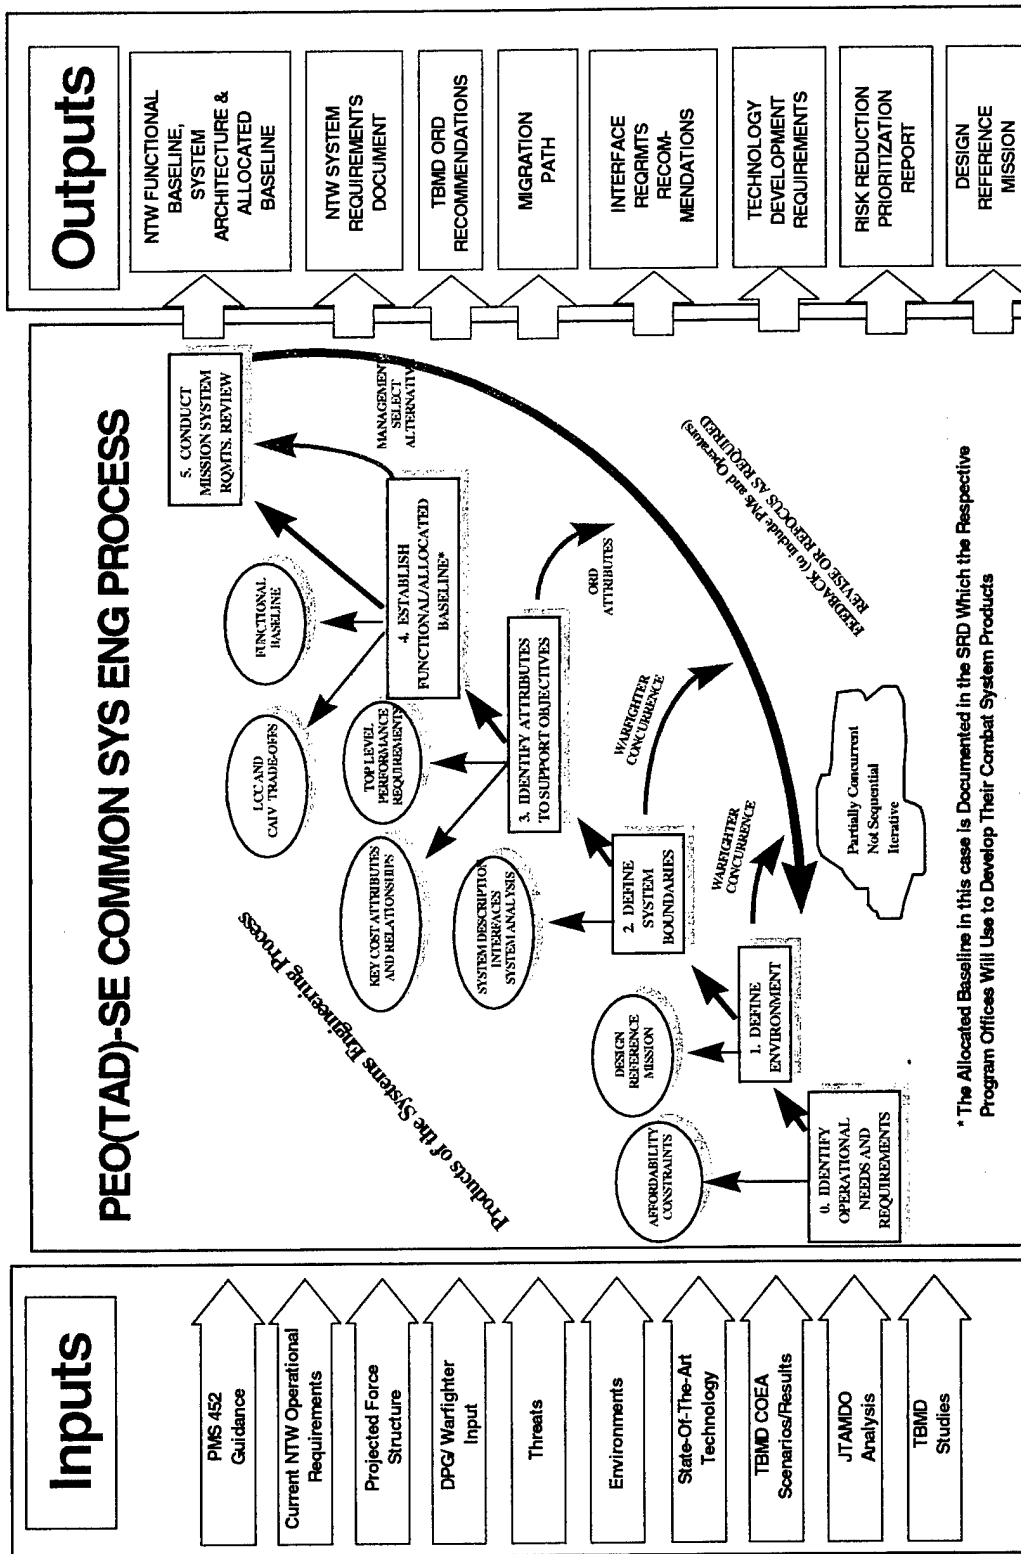 PEO(TAD)-SE COMMON SYS ENG PROCESS
Inputs
PMS 452
Guidance
Current NTW Operational
Requirements
Projected Force
Structure
DPG/ Warfighter
Input
Threats
Environments
State-Of-The-Art
Technology
TBMD COEA
Scenarios/Results
JTAMDO
Analysis
TBMD
Studies
Products of the Systems Engineering Process
AFFORDABILITY
CONSTRAINTS
0. IDENTIFY
OPERATIONAL
NEEDS AND
REQUIREMENTS
DESIGN
REFERENCE
MISSION
1. DEFINE
ENVIRONMENT
SYSTEM DESCRIPTION
INTERFACES
SYSTEM ANALYSIS
2. DEFINE
SYSTEM
BOUNDARIES
KEY COST ATTRIBUTES
AND RELATIONSHIPS
TOP LEVEL
PERFORMANCE
REQUIREMENTS
3. IDENTIFY ATTRIBUTES
TO SUPPORT OBJECTIVES
LCC AND
CAIV TRADE-OFFS
FUNCTIONAL
BASELINE
4. ESTABLISH
FUNCTIONAL/ALLOCATED
BASELINE*
5. CONDUCT
MISSION SYSTEM
RQMTS. REVIEW
MANAGEMENT
SELECT
ALTERNATIVE
ORD
ATTRIBUTES
WARFIGHTER
CONCURRENCE
WARFIGHTER
CONCURRENCE
FEEDBACK (to include PMs and Operators)
REVISE OR REFOCUS AS REQUIRED
Partially Concurrent
Not Sequential
Iterative
* The Allocated Baseline in this case is Documented in the SRD Which the Respective
Program Offices Will Use to Develop Their Combat System Products
Outputs
NTW FUNCTIONAL
BASELINE,
SYSTEM
ARCHITECTURE &
ALLOCATED
BASELINE
NTW SYSTEM
REQUIREMENTS
DOCUMENT
TBMD ORD
RECOMMENDATIONS
MIGRATION
PATH
INTERFACE
REQRMTS
RECOM-
MENDATIONS
TECHNOLOGY
DEVELOPMENT
REQUIREMENTS
RISK REDUCTION
PRIORITIZATION
REPORT
DESIGN
REFERENCE
MISSION